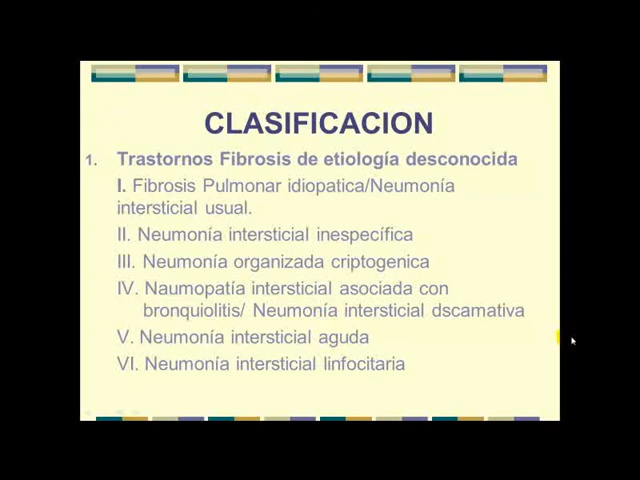 CLASIFICACION
1. Trastornos Fibrosis de etiología desconocida
I. Fibrosis Pulmonar idiopatica/Neumonía
intersticial usual.
II. Neumonía intersticial inespecífica
III. Neumonía organizada criptogenica
IV. Naumopatía intersticial asociada con
bronquiolitis/ Neumonía intersticial dscamativa
V. Neumonía intersticial aguda
VI. Neumonía intersticial linfocitaria